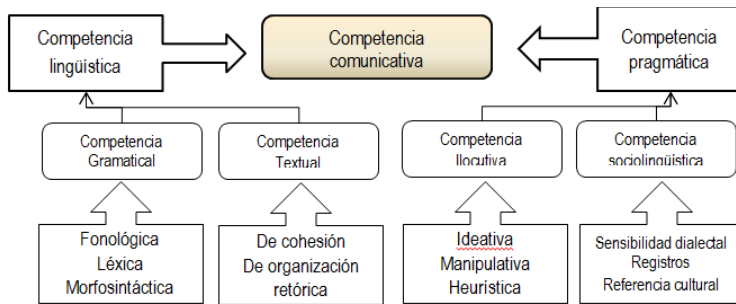 Competencia
lingüística
Competencia
comunicativa
Competencia
pragmática
Competencia
Gramatical
Competencia
Textual
Competencia
Ilocutiva
Competencia
sociolingüística
Fonológica
Léxica
Morfosintáctica
De cohesión
De organización
retórica
Ideativa
Manipulativa
Heurística
Sensibilidad dialectal
Registros
Referencia cultural